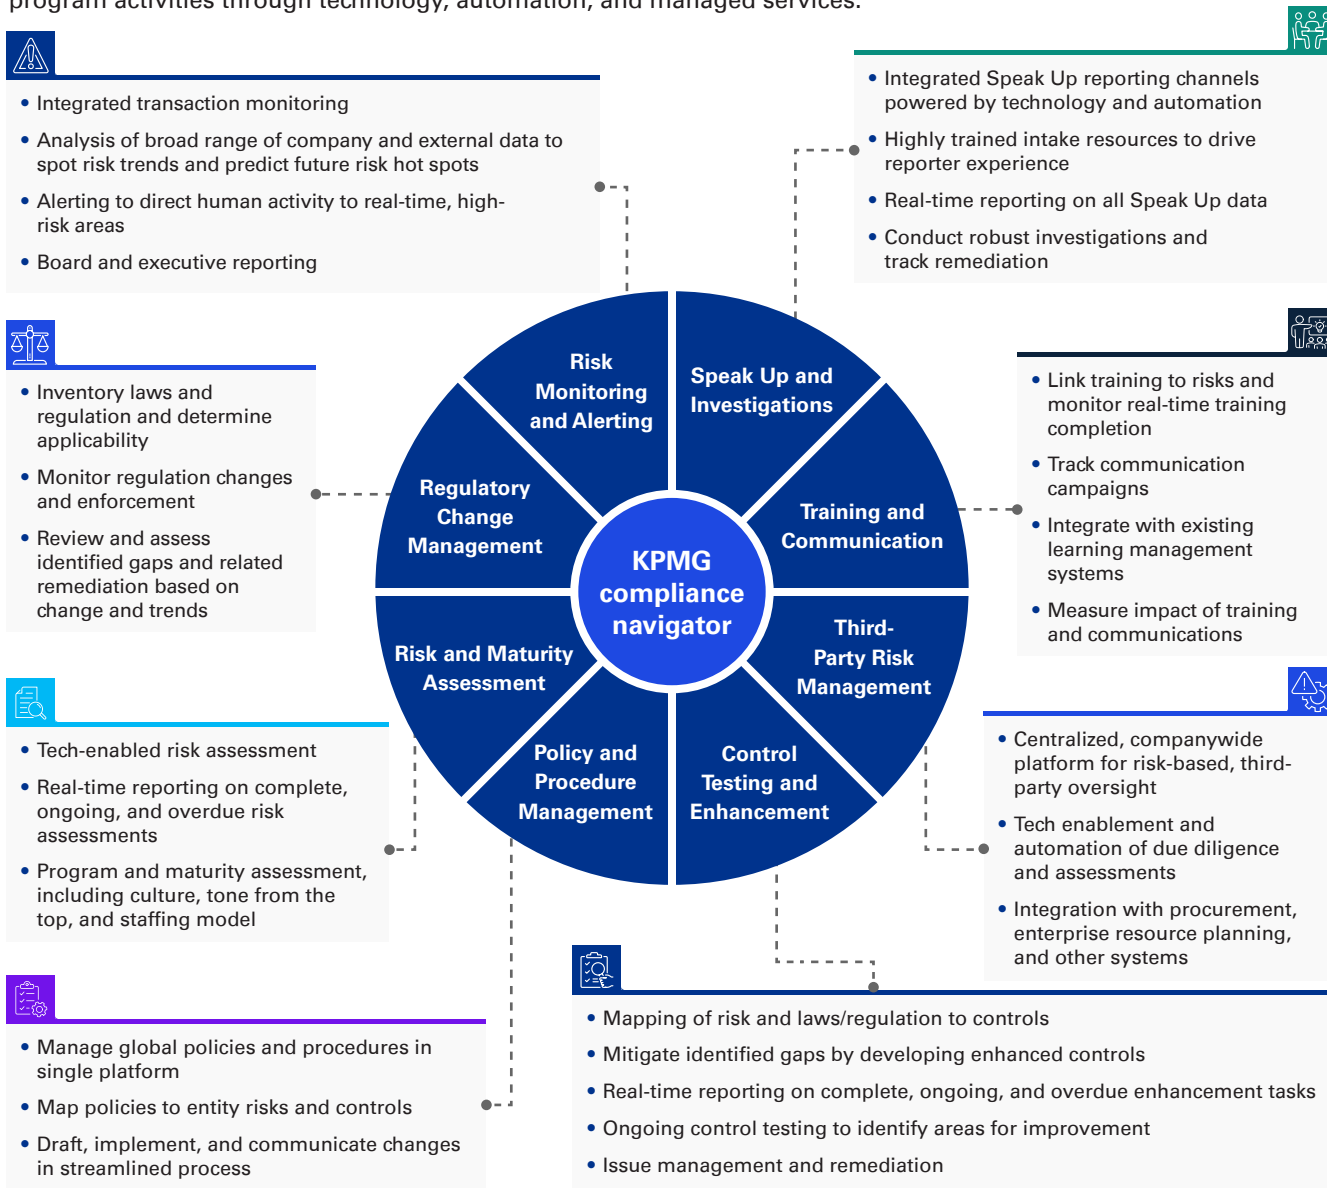 program activities through technology, automation, and managed services.
• Integrated transaction monitoring
• Analysis of broad range of company and external data to
spot risk trends and predict future risk hot spots
• Alerting to direct human activity to real-time, high-
risk areas
• Board and executive reporting
• Integrated Speak Up reporting channels
powered by technology and automation
• Highly trained intake resources to drive
reporter experience
• Real-time reporting on all Speak Up data
• Conduct robust investigations and
track remediation
• Inventory laws and
regulation and determine
applicability
• Monitor regulation changes
and enforcement
• Review and assess
identified gaps and related
remediation based on
change and trends
Risk
Monitoring
and Alerting
Speak Up and
Investigations
Regulatory
Change
Management
Training and
Communication
KPMG
compliance
navigator
Risk and Maturity
Assessment
Third-
Party Risk
Management
Policy and
Procedure
Management
Control
Testing and
Enhancement
• Link training to risks and
monitor real-time training
completion
• Track communication
campaigns
• Integrate with existing
learning management
systems
• Measure impact of training
and communications
• Tech-enabled risk assessment
• Real-time reporting on complete,
ongoing, and overdue risk
assessments
• Program and maturity assessment,
including culture, tone from the
top, and staffing model
• Centralized, companywide
platform for risk-based, third-
party oversight
• Tech enablement and
automation of due diligence
and assessments
• Integration with procurement,
enterprise resource planning,
and other systems
• Manage global policies and procedures in
single platform
• Map policies to entity risks and controls
• Draft, implement, and communicate changes
in streamlined process
• Mapping of risk and laws/regulation to controls
• Mitigate identified gaps by developing enhanced controls
• Real-time reporting on complete, ongoing, and overdue enhancement tasks
• Ongoing control testing to identify areas for improvement
• Issue management and remediation